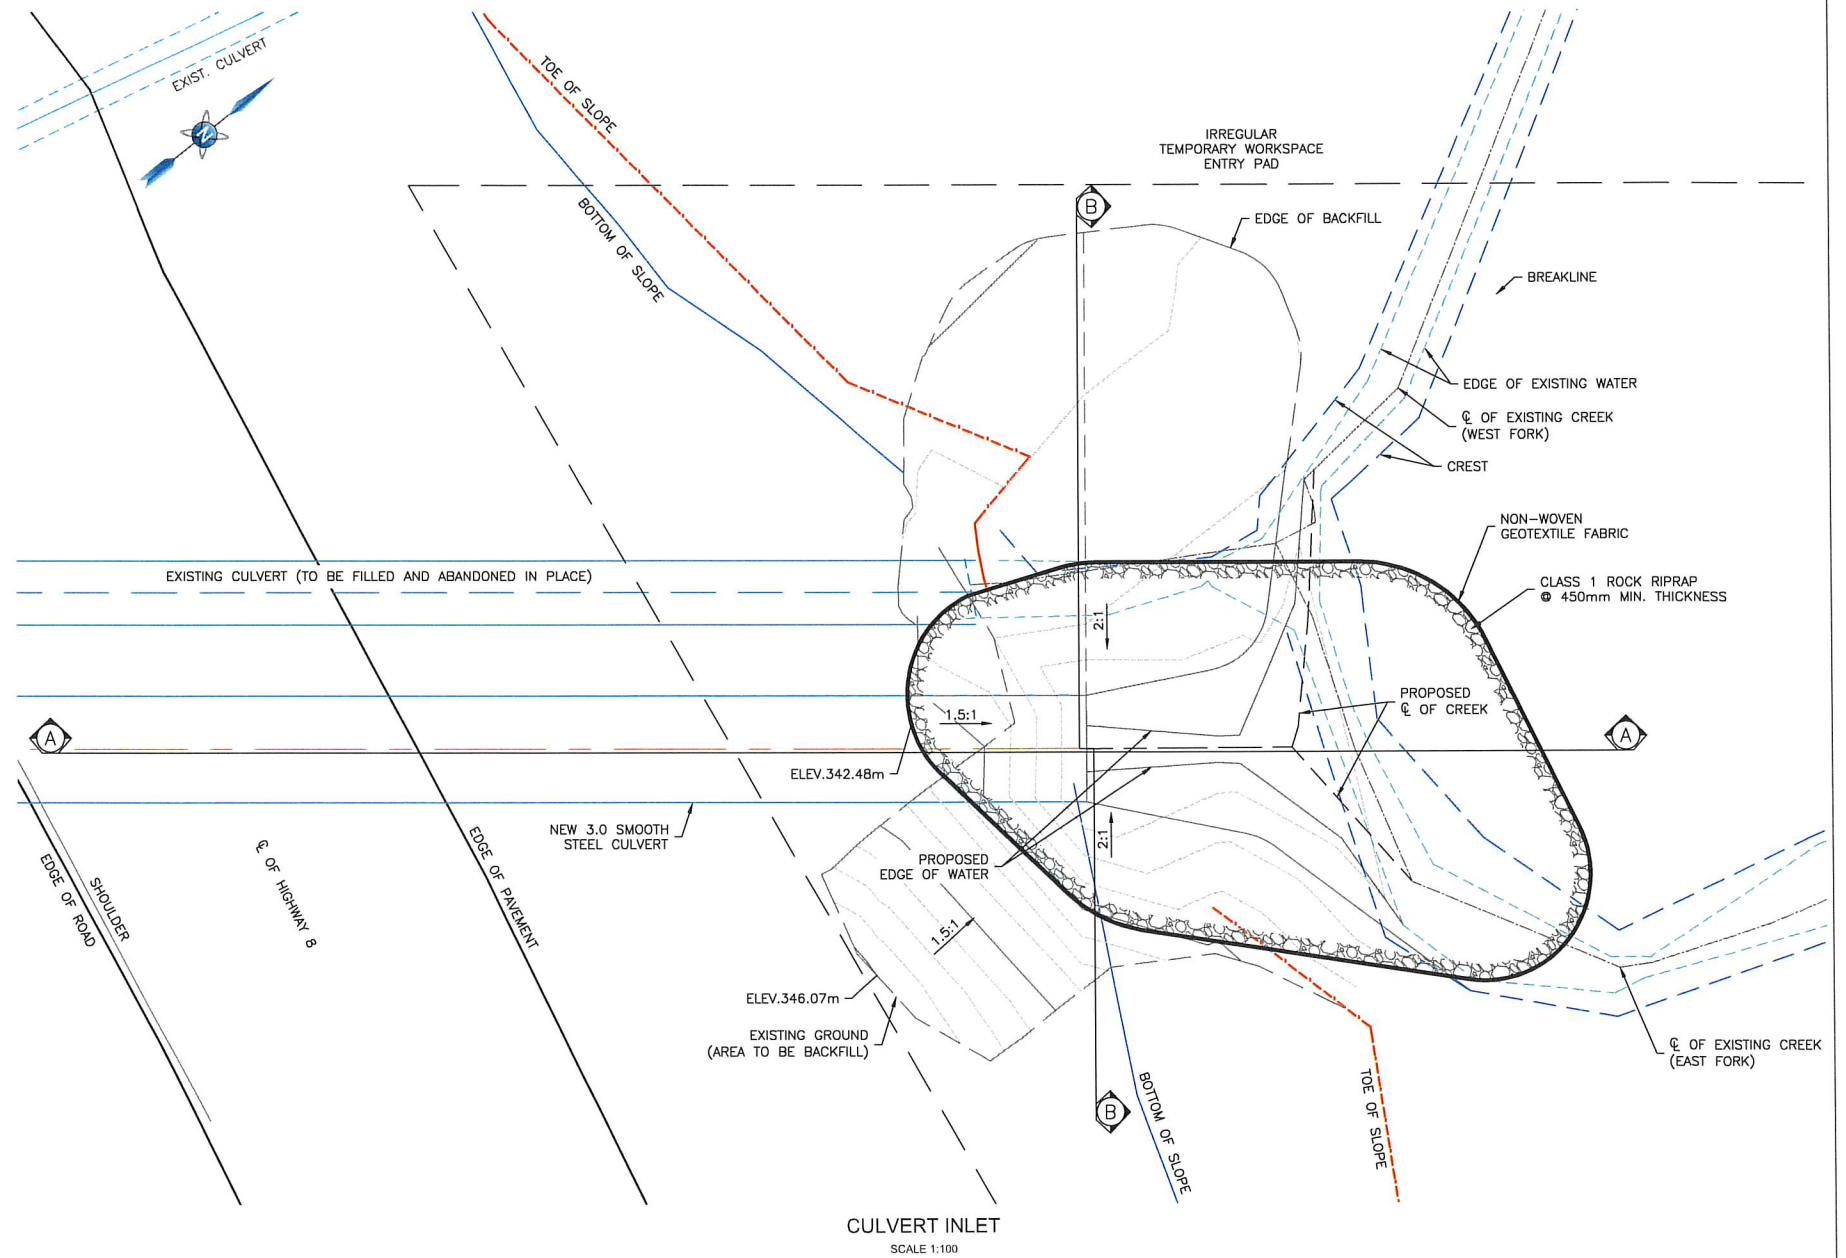 EXIST. CULVERT
N
TOE OF SLOPE
BOTTOM OF SLOPE
IRREGULAR
TEMPORARY WORKSPACE
ENTRY PAD
B
EDGE OF BACKFILL
BREAKLINE
EDGE OF EXISTING WATER
℄ OF EXISTING CREEK
(WEST FORK)
CREST
NON-WOVEN
GEOTEXTILE FABRIC
CLASS 1 ROCK RIPRAP
@ 450mm MIN. THICKNESS
EXISTING CULVERT (TO BE FILLED AND ABANDONED IN PLACE)
2:1
PROPOSED
℄ OF CREEK
1.5:1
A
A
ELEV.342.48m
NEW 3.0 SMOOTH
STEEL CULVERT
2:1
PROPOSED
EDGE OF WATER
SHOULDER
EDGE OF ROAD
℄ OF HIGHWAY 8
EDGE OF PAVEMENT
1.5:1
ELEV.346.07m
EXISTING GROUND
(AREA TO BE BACKFILL)
℄ OF EXISTING CREEK
(EAST FORK)
B
BOTTOM OF SLOPE
TOE OF SLOPE
CULVERT INLET
SCALE 1:100